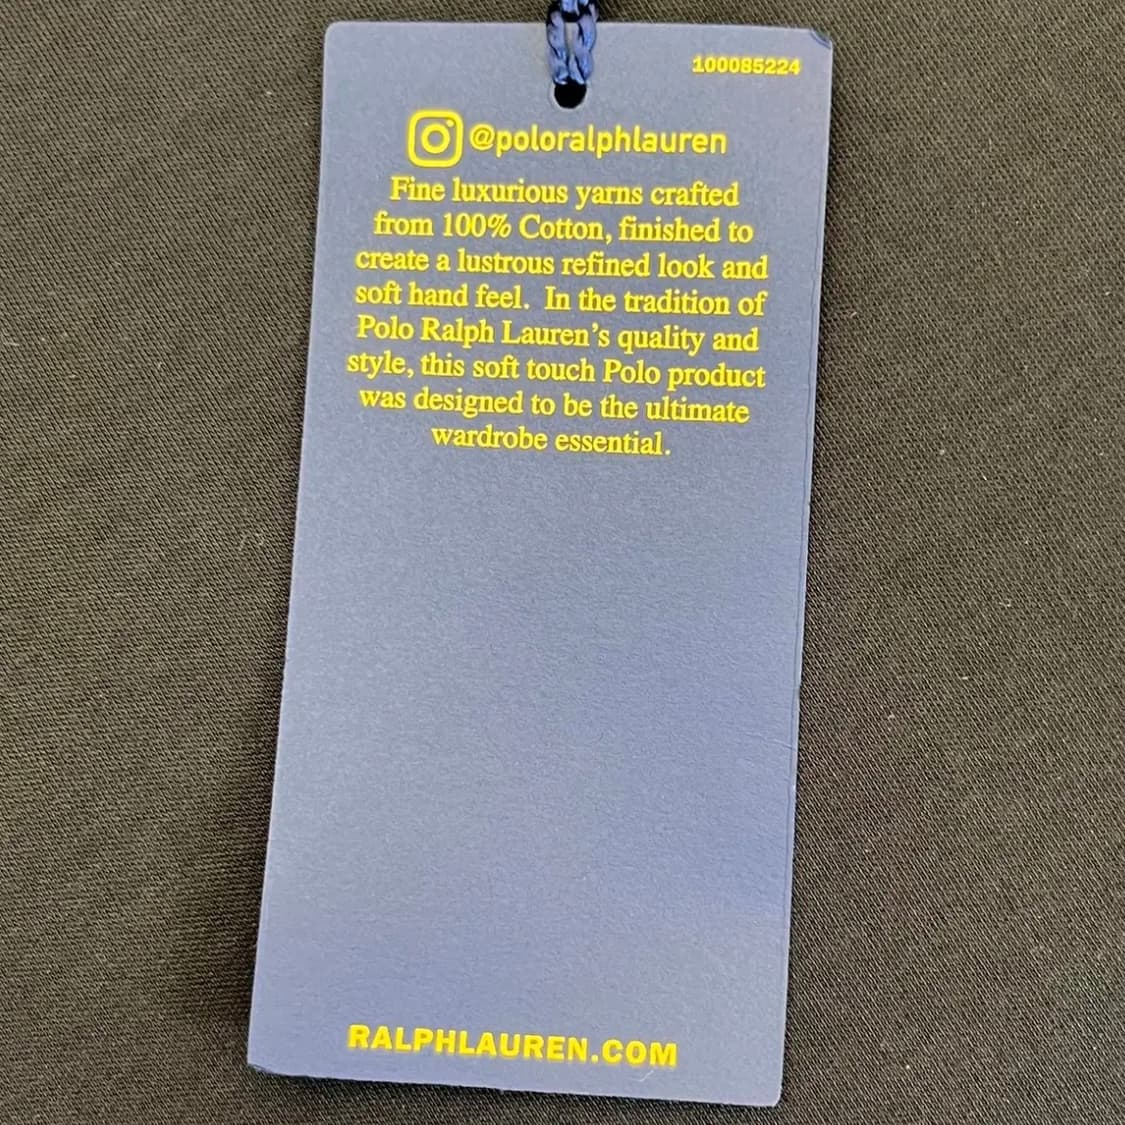 100085224
@poloralphlauren
Fine luxurious yarns crafted
from 100% Cotton, finished to
create a lustrous refined look and
soft hand feel.  In the tradition of
Polo Ralph Lauren’s quality and
style, this soft touch Polo product
was designed to be the ultimate
wardrobe essential.
RALPHLAUREN.COM